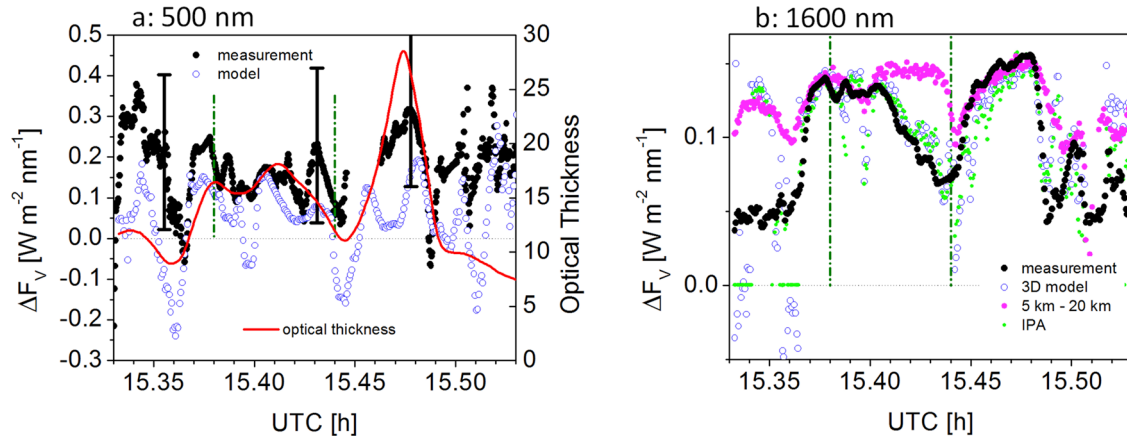 a: 500 nm
0.5
0.4
0.3
0.2
0.1
0.0
-0.1
-0.2
-0.3
ΔF_V [W m⁻² nm⁻¹]
measurement
model
optical thickness
30
25
20
15
10
5
0
Optical Thickness
15.35 15.40 15.45 15.50
UTC [h]
b: 1600 nm
0.1
0.0
ΔF_V [W m⁻² nm⁻¹]
measurement
3D model
5 km - 20 km
IPA
15.35 15.40 15.45 15.50
UTC [h]